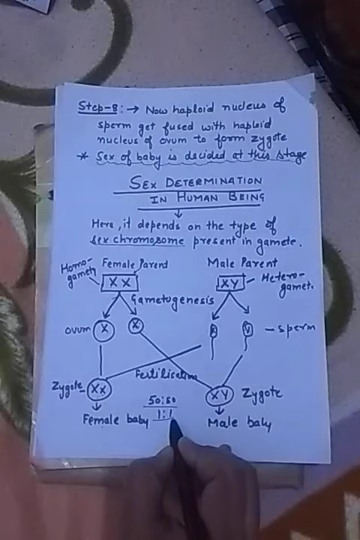 Step-8: → Now haploid nucleus of
sperm get fused with haploid
nucleus of ovum to form zygote
* Sex of baby is decided at this stage
SEX DETERMINATION
IN HUMAN BEING
Here, it depends on the type of
sex chromosome present in gamete.
Homo- Female Parent Male Parent
gametic XX XY Hetero-
gamet.
Gametogenesis
ovum X X X Y - sperm
Fertilisation
Zygote- XX XY Zygote
50:50
Female baby 1:1 Male baby